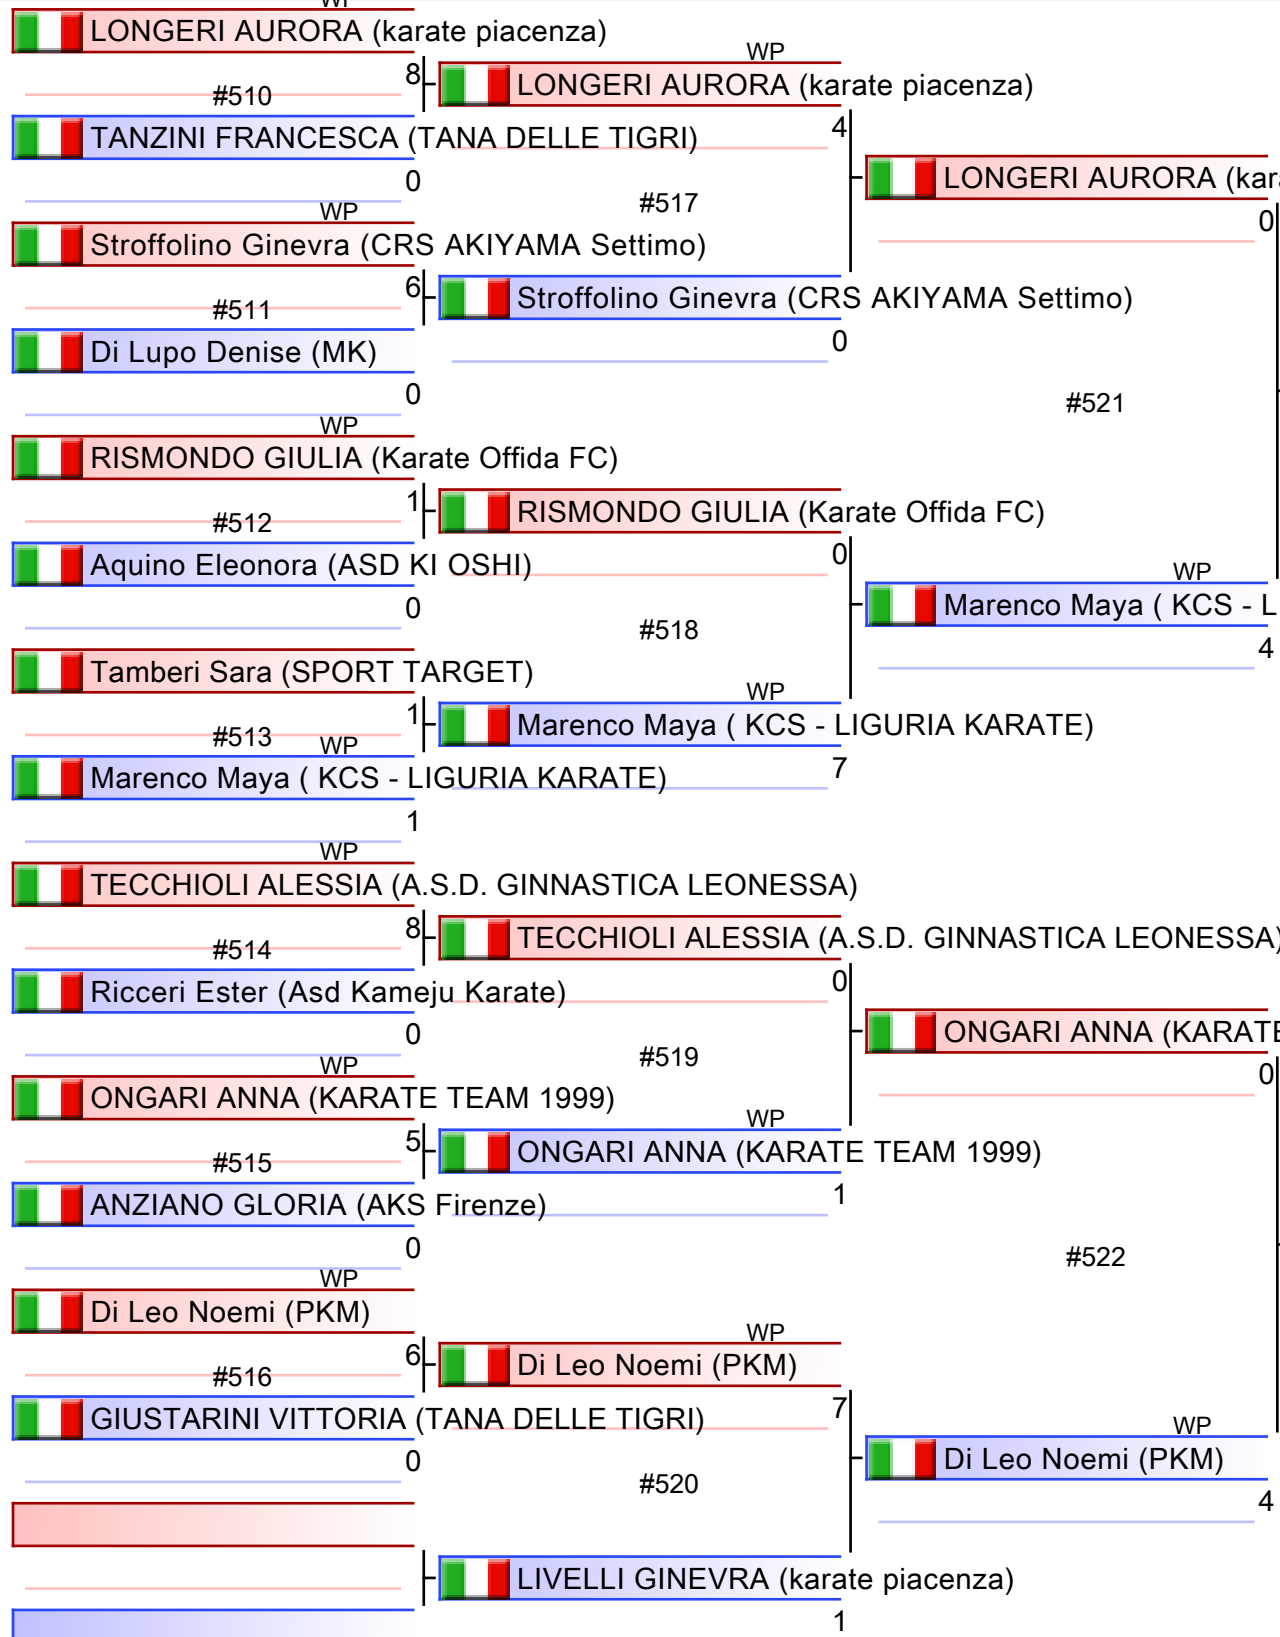 WP
LONGERI AURORA (karate piacenza)
8
#510
TANZINI FRANCESCA (TANA DELLE TIGRI)
0
WP
Stroffolino Ginevra (CRS AKIYAMA Settimo)
6
#511
Di Lupo Denise (MK)
0
WP
RISMONDO GIULIA (Karate Offida FC)
1
#512
Aquino Eleonora (ASD KI OSHI)
0
Tamberi Sara (SPORT TARGET)
1
#513
WP
Marenco Maya ( KCS - LIGURIA KARATE)
1
WP
TECCHIOLI ALESSIA (A.S.D. GINNASTICA LEONESSA)
8
#514
Ricceri Ester (Asd Kameju Karate)
0
WP
ONGARI ANNA (KARATE TEAM 1999)
5
#515
ANZIANO GLORIA (AKS Firenze)
0
WP
Di Leo Noemi (PKM)
6
#516
GIUSTARINI VITTORIA (TANA DELLE TIGRI)
0
WP
LONGERI AURORA (karate piacenza)
4
#517
Stroffolino Ginevra (CRS AKIYAMA Settimo)
0
RISMONDO GIULIA (Karate Offida FC)
0
#518
WP
Marenco Maya ( KCS - LIGURIA KARATE)
7
TECCHIOLI ALESSIA (A.S.D. GINNASTICA LEONESSA)
0
#519
WP
ONGARI ANNA (KARATE TEAM 1999)
1
WP
Di Leo Noemi (PKM)
7
#520
LIVELLI GINEVRA (karate piacenza)
1
LONGERI AURORA (kara
0
#521
WP
Marenco Maya ( KCS - L
4
ONGARI ANNA (KARATE
0
#522
WP
Di Leo Noemi (PKM)
4